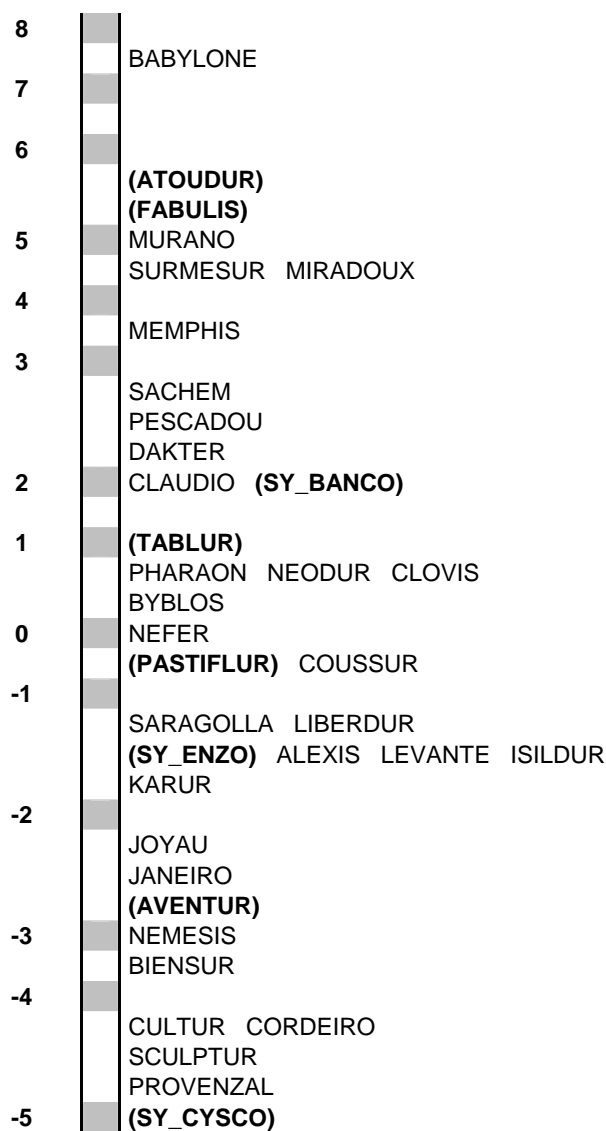 8
BABYLONE
7
6
(ATOUDUR)
(FABULIS)
5 MURANO
SURMESUR MIRADOUX
4
MEMPHIS
3
SACHEM
PESCADOU
DAKTER
2 CLAUDIO (SY_BANCO)
1 (TABLUR)
PHARAON NEODUR CLOVIS
BYBLOS
0 NEFER
(PASTIFLUR) COUSSUR
-1
SARAGOLLA LIBERDUR
(SY_ENZO) ALEXIS LEVANTE ISILDUR
KARUR
-2
JOYAU
JANEIRO
(AVENTUR)
-3 NEMESIS
BIENSUR
-4
CULTUR CORDEIRO
SCULPTUR
PROVENZAL
-5 (SY_CYSCO)